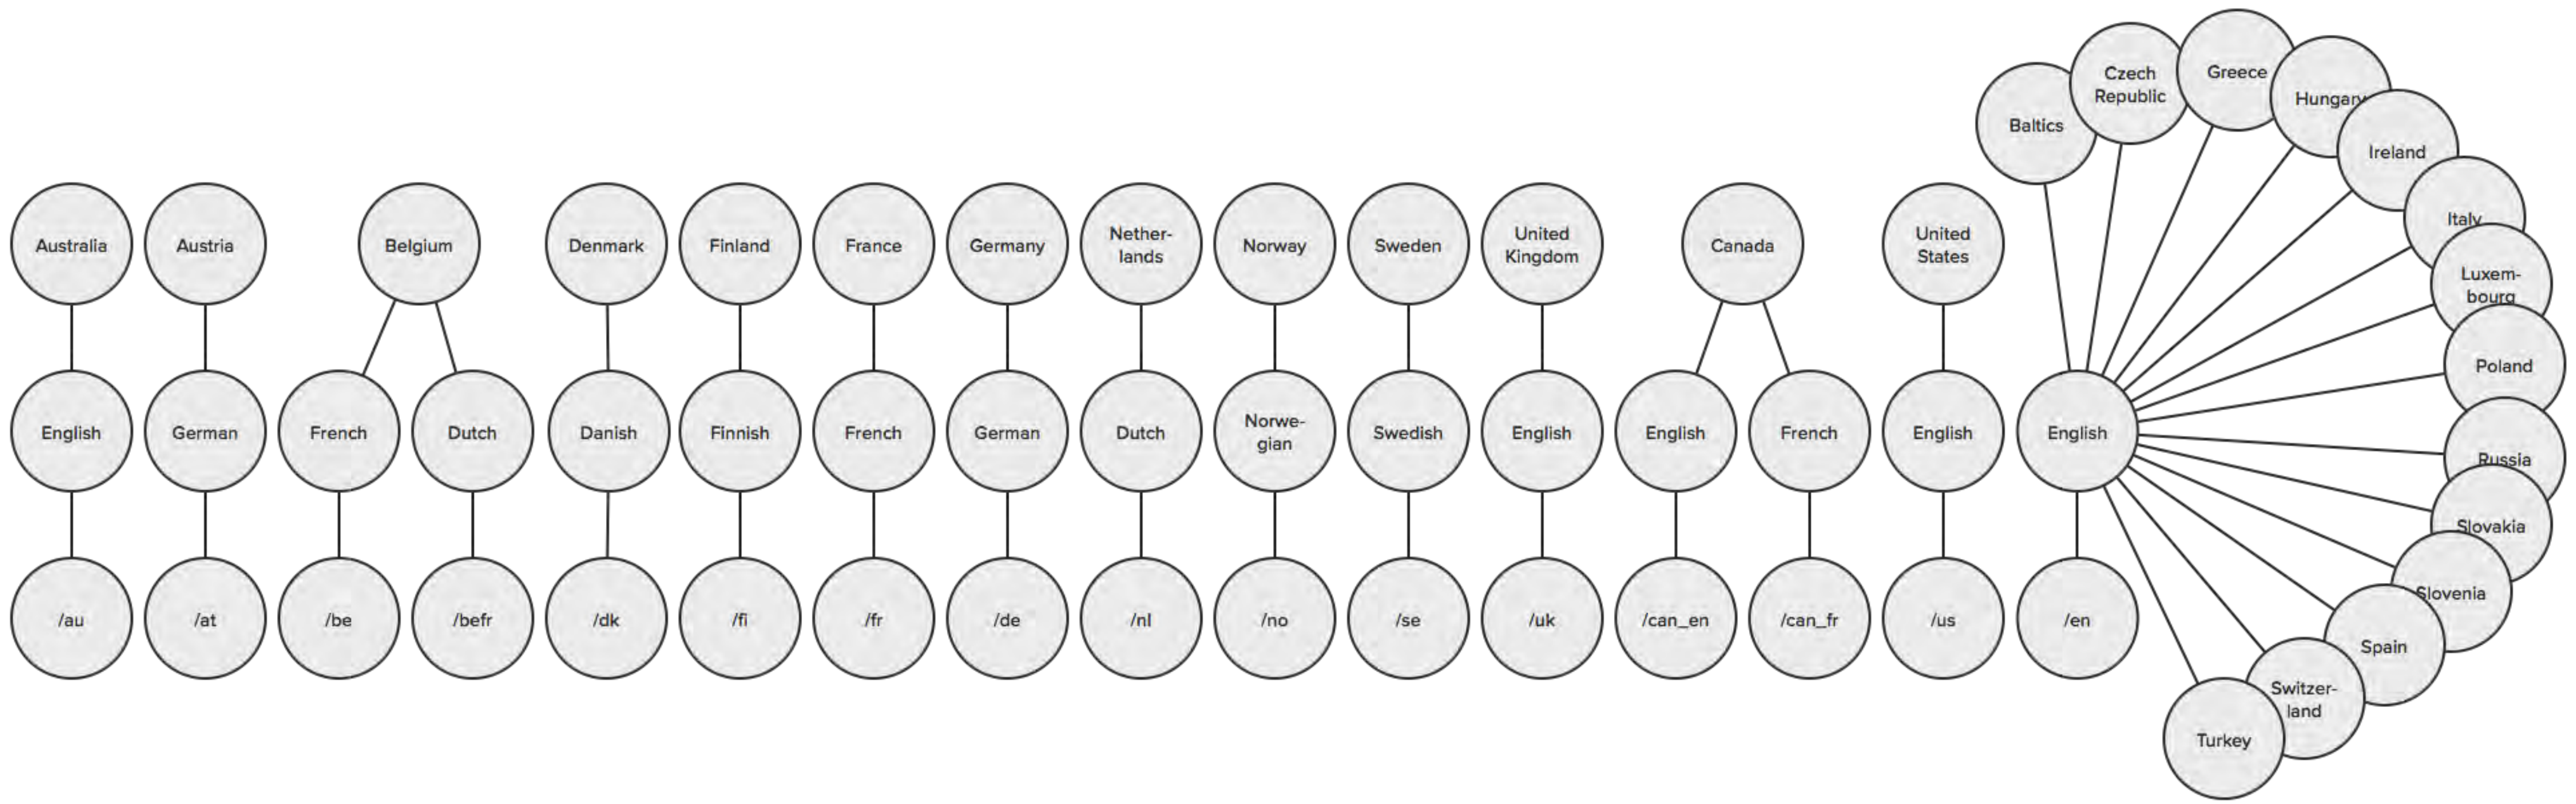 Baltics
Czech
Republic
Greece
Hungary
Ireland
Italy
Luxem-
bourg
Poland
Russia
Slovakia
Slovenia
Spain
Switzer-
land
Turkey
Australia
Austria
Belgium
Denmark
Finland
France
Germany
Nether-
lands
Norway
Sweden
United
Kingdom
Canada
United
States
English
German
French
Dutch
Danish
Finnish
French
German
Dutch
Norwe-
gian
Swedish
English
English
French
English
English
/au
/at
/be
/befr
/dk
/fi
/fr
/de
/nl
/no
/se
/uk
/can_en
/can_fr
/us
/en